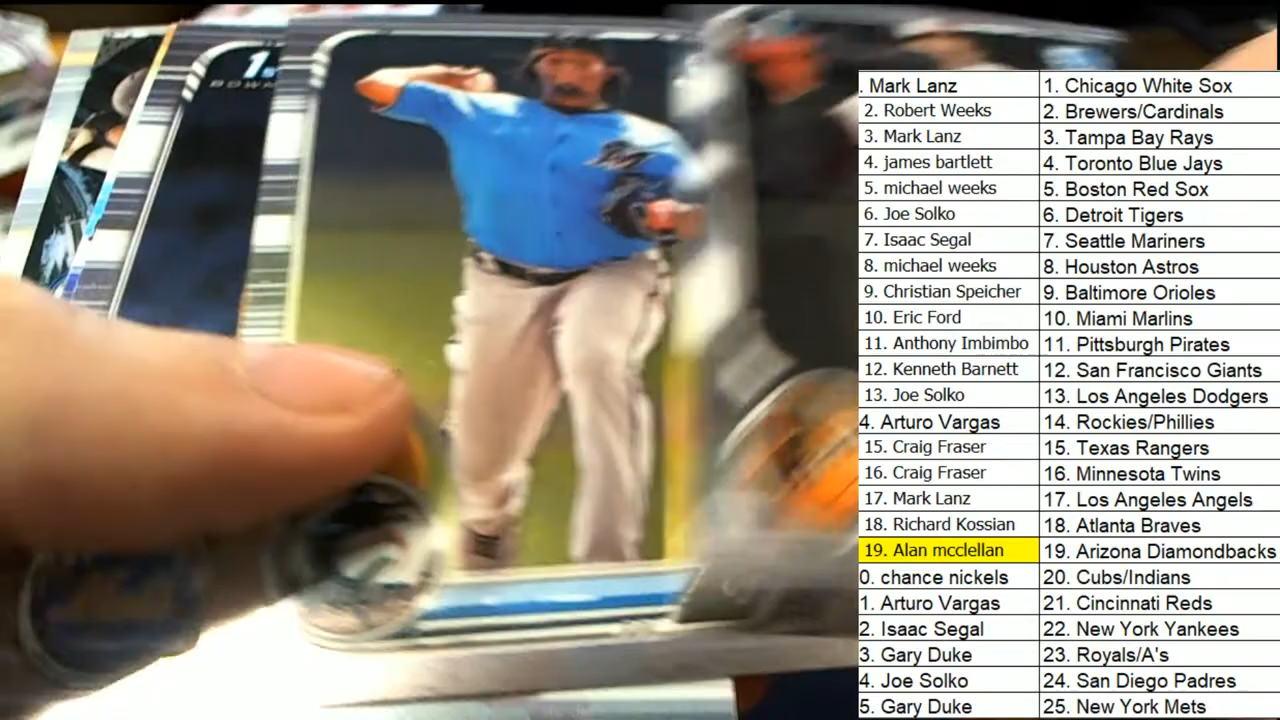 1st
BOWMAN
. Mark Lanz 1. Chicago White Sox
2. Robert Weeks 2. Brewers/Cardinals
3. Mark Lanz 3. Tampa Bay Rays
4. james bartlett 4. Toronto Blue Jays
5. michael weeks 5. Boston Red Sox
6. Joe Solko 6. Detroit Tigers
7. Isaac Segal 7. Seattle Mariners
8. michael weeks 8. Houston Astros
9. Christian Speicher 9. Baltimore Orioles
10. Eric Ford 10. Miami Marlins
11. Anthony Imbimbo 11. Pittsburgh Pirates
12. Kenneth Barnett 12. San Francisco Giants
13. Joe Solko 13. Los Angeles Dodgers
4. Arturo Vargas 14. Rockies/Phillies
15. Craig Fraser 15. Texas Rangers
16. Craig Fraser 16. Minnesota Twins
17. Mark Lanz 17. Los Angeles Angels
18. Richard Kossian 18. Atlanta Braves
19. Alan mcclellan 19. Arizona Diamondbacks
0. chance nickels 20. Cubs/Indians
1. Arturo Vargas 21. Cincinnati Reds
2. Isaac Segal 22. New York Yankees
3. Gary Duke 23. Royals/A's
4. Joe Solko 24. San Diego Padres
5. Gary Duke 25. New York Mets